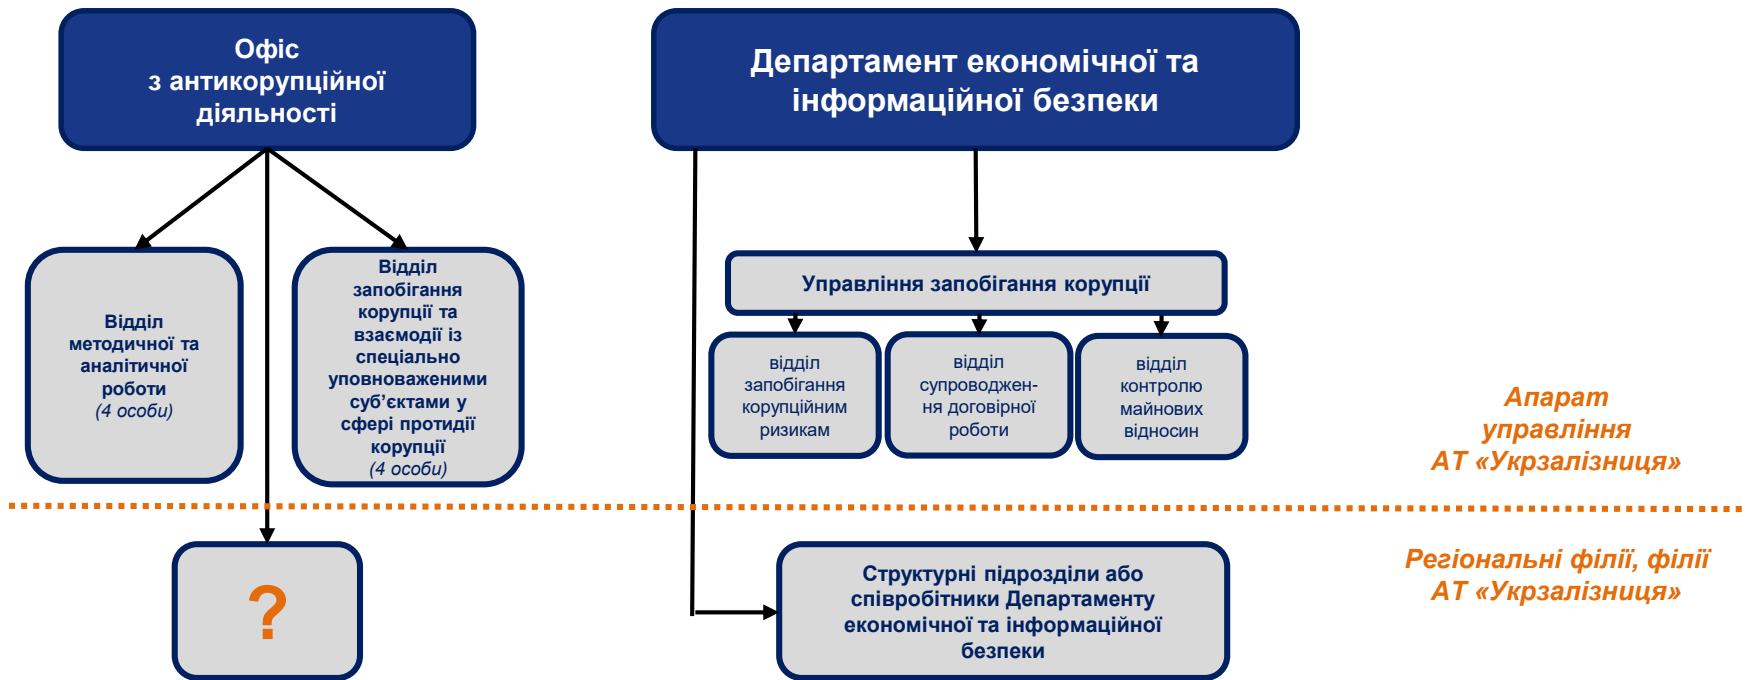 Офіс
з антикорупційної
діяльності
Департамент економічної та
інформаційної безпеки
Відділ
методичної та
аналітичної
роботи
(4 особи)
Відділ
запобігання
корупції та
взаємодії із
спеціально
уповноваженими
суб’єктами у
сфері протидії
корупції
(4 особи)
Управління запобігання корупції
відділ
запобігання
корупційним
ризикам
відділ
супроводжен-
ня договірної
роботи
відділ
контролю
майнових
відносин
Апарат
управління
АТ «Укрзалізниця»
?
Структурні підрозділи або
співробітники Департаменту
економічної та інформаційної
безпеки
Регіональні філії, філії
АТ «Укрзалізниця»